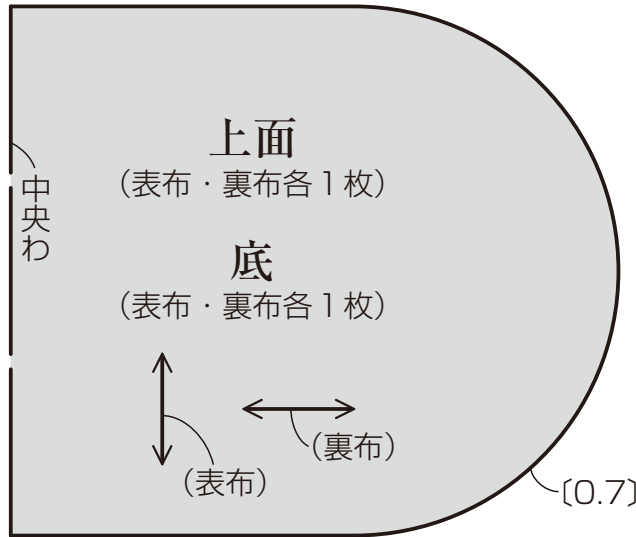 上面
（表布・裏布各１枚）
中央わ
底
（表布・裏布各１枚）
（裏布）
（表布）
〔0.7〕